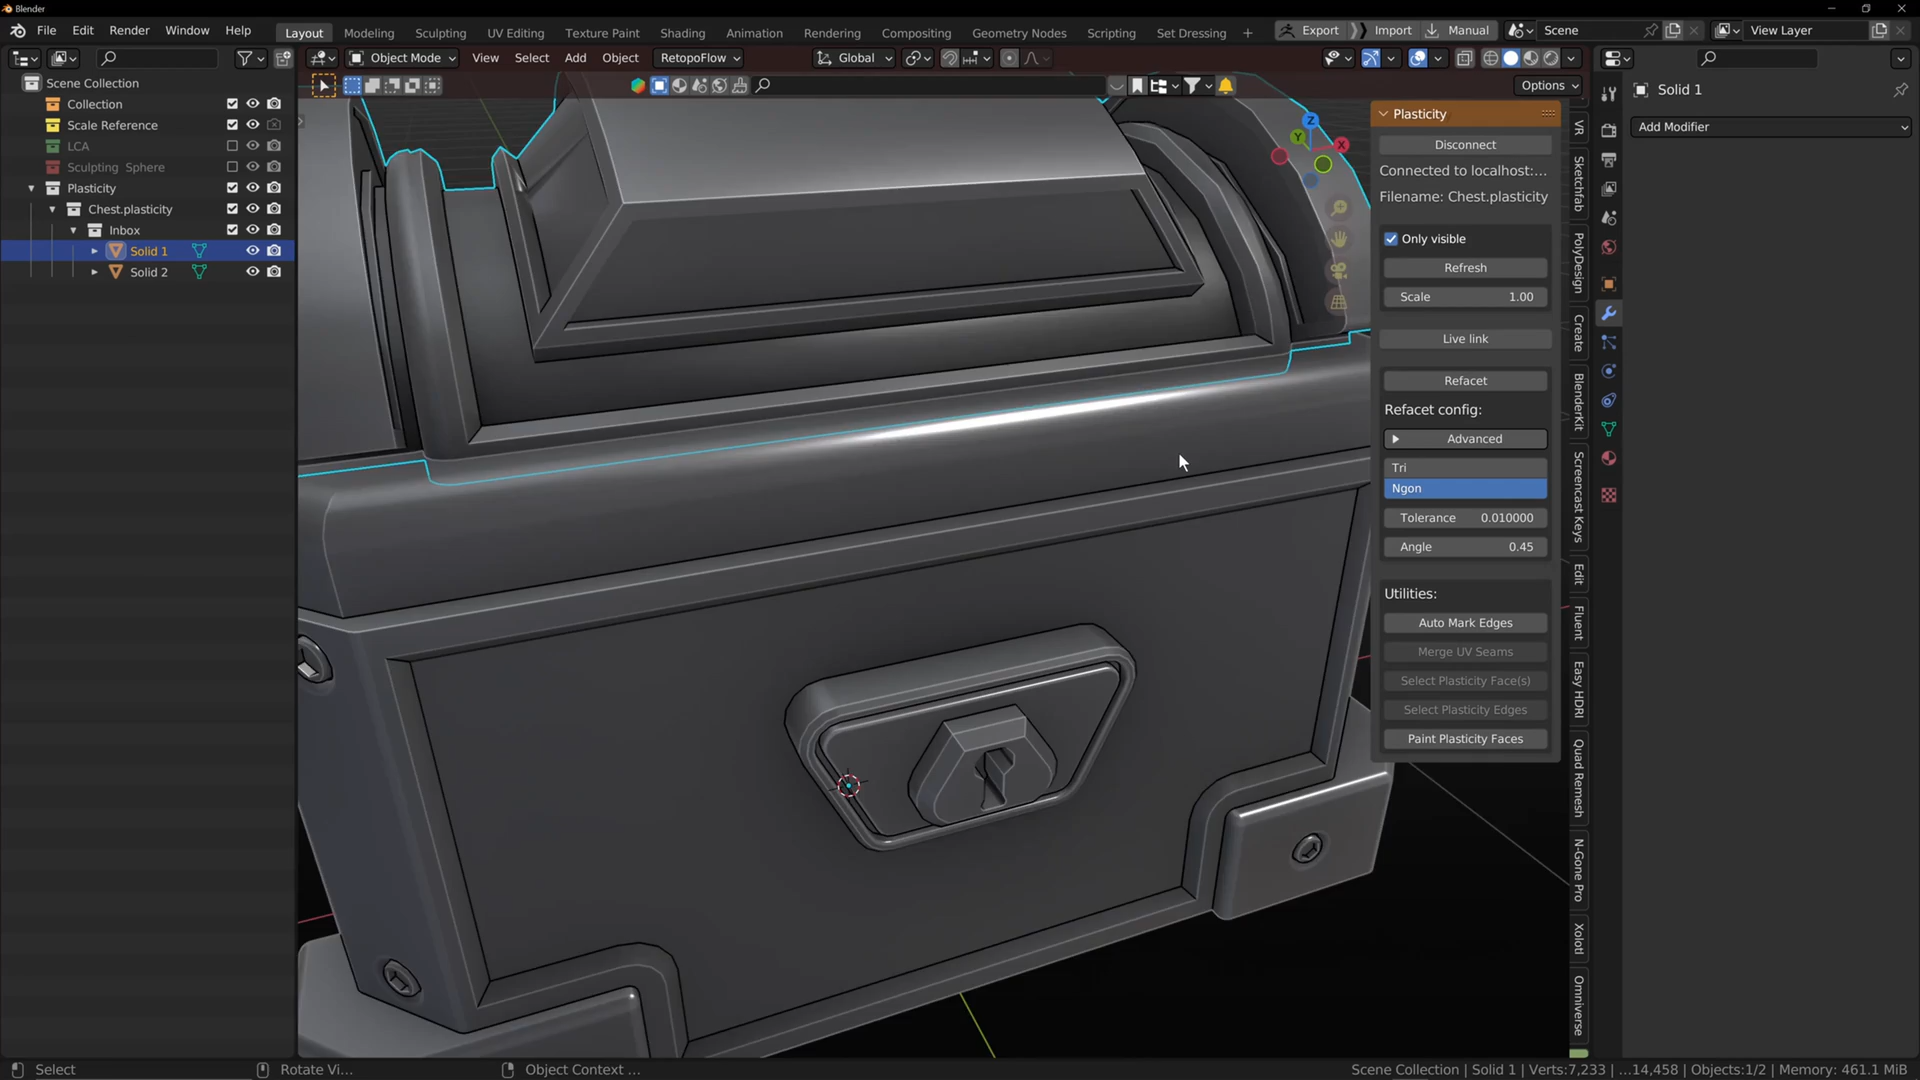 Blender
File Edit Render Window Help
Layout Modeling Sculpting UV Editing Texture Paint Shading Animation Rendering Compositing Geometry Nodes Scripting Set Dressing +
Export Import Manual Scene View Layer
Object Mode View Select Add Object RetopoFlow Global
Options
Scene Collection
Collection
Scale Reference
LCA
Sculpting Sphere
Plasticity
Chest.plasticity
Inbox
Solid 1
Solid 2
Z
Y
X
Plasticity
Disconnect
Connected to localhost:...
Filename: Chest.plasticity
Only visible
Refresh
Scale 1.00
Live link
Refacet
Refacet config:
Advanced
Tri
Ngon
Tolerance 0.010000
Angle 0.45
Utilities:
Auto Mark Edges
Merge UV Seams
Select Plasticity Face(s)
Select Plasticity Edges
Paint Plasticity Faces
VR
Sketchfab
PolyDesign
Create
BlenderKit
Screencast Keys
Edit
Fluent
Easy HDRI
Quad Remesh
N-Gone Pro
Xolotl
Omniverse
Solid 1
Add Modifier
Select Rotate Vi... Object Context ...
Scene Collection | Solid 1 | Verts:7,233 | ...14,458 | Objects:1/2 | Memory: 461.1 MiB